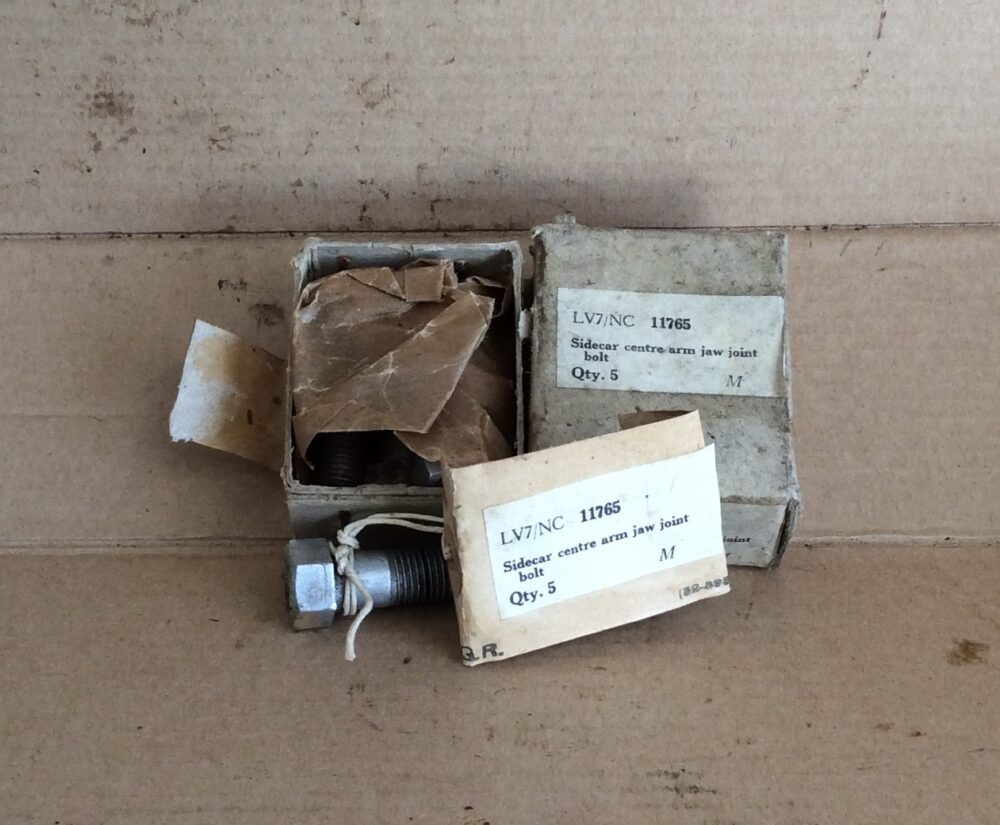 LV7/NC 11765
Sidecar centre arm jaw joint
bolt
Qty. 5 M
joint
LV7/NC 11765
Sidecar centre arm jaw joint
bolt
Qty. 5 M
R.